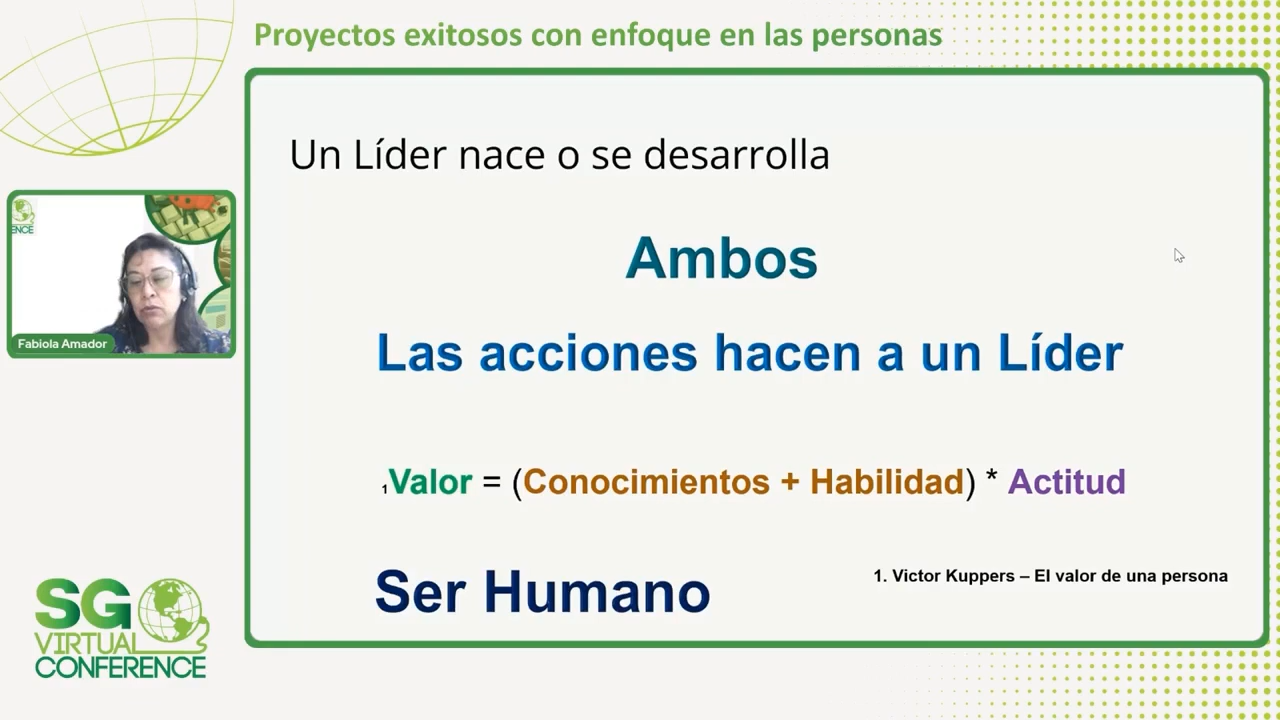 Proyectos exitosos con enfoque en las personas
Un Líder nace o se desarrolla
Ambos
Las acciones hacen a un Líder
1Valor = (Conocimientos + Habilidad) * Actitud
Ser Humano
1. Victor Kuppers – El valor de una persona
ENCE
Fabiola Amador
SG
VIRTUAL
CONFERENCE